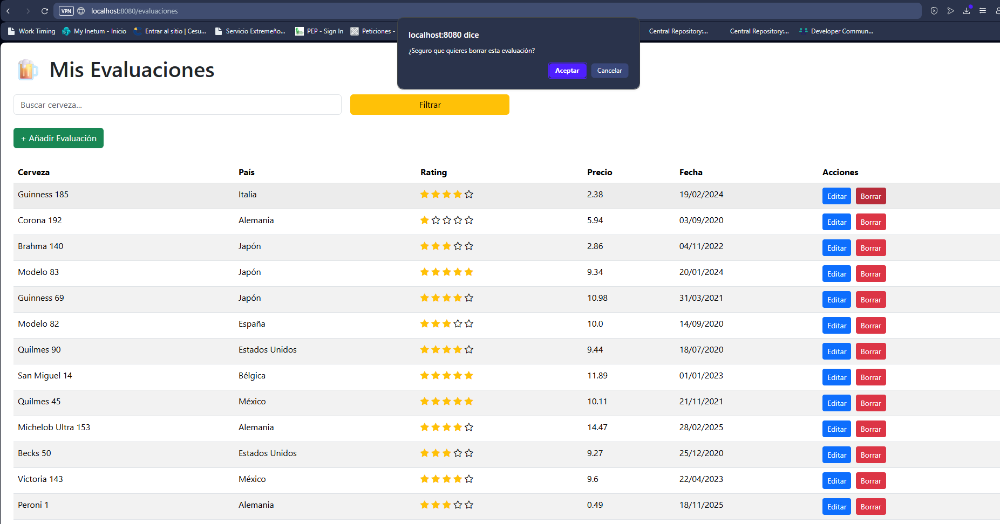 VPN localhost:8080/evaluaciones
Work Timing My Inetum - Inicio Entrar al sitio | Cesu... Servicio Extremeño... PEP - Sign In Peticiones - Central Repository:... Central Repository:... Developer Commun...
localhost:8080 dice
¿Seguro que quieres borrar esta evaluación?
Aceptar Cancelar
Mis Evaluaciones
Buscar cerveza... Filtrar
+ Añadir Evaluación
Cerveza País Rating Precio Fecha Acciones
Guinness 185 Italia 2.38 19/02/2024 Editar Borrar
Corona 192 Alemania 5.94 03/09/2020 Editar Borrar
Brahma 140 Japón 2.86 04/11/2022 Editar Borrar
Modelo 83 Japón 9.34 20/01/2024 Editar Borrar
Guinness 69 Japón 10.98 31/03/2021 Editar Borrar
Modelo 82 España 10.0 14/09/2020 Editar Borrar
Quilmes 90 Estados Unidos 9.44 18/07/2020 Editar Borrar
San Miguel 14 Bélgica 11.89 01/01/2023 Editar Borrar
Quilmes 45 México 10.11 21/11/2021 Editar Borrar
Michelob Ultra 153 Alemania 14.47 28/02/2025 Editar Borrar
Becks 50 Estados Unidos 9.27 25/12/2020 Editar Borrar
Victoria 143 México 9.6 22/04/2023 Editar Borrar
Peroni 1 Alemania 0.49 18/11/2025 Editar Borrar